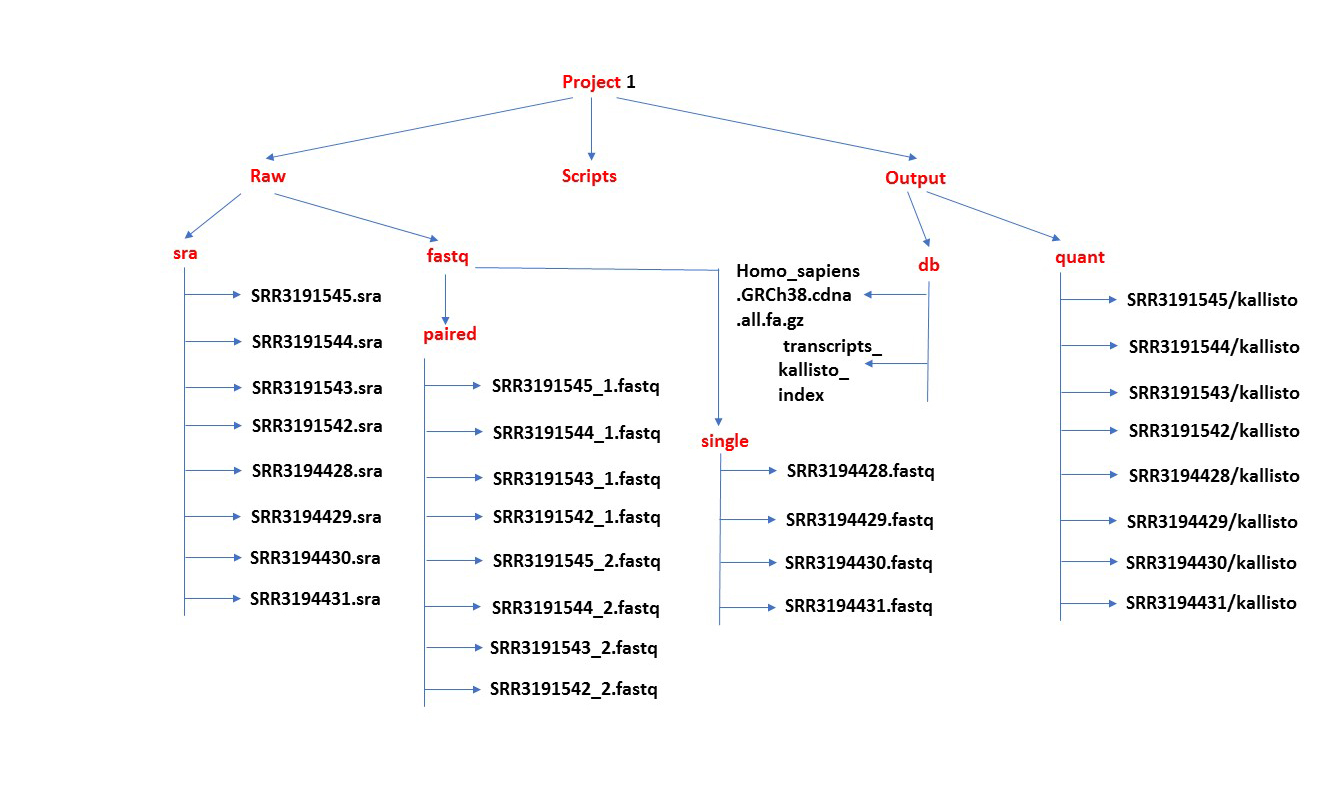 Project 1
Raw
Scripts
Output
sra
fastq
db
quant
SRR3191545.sra
SRR3191544.sra
SRR3191543.sra
SRR3191542.sra
SRR3194428.sra
SRR3194429.sra
SRR3194430.sra
SRR3194431.sra
paired
SRR3191545_1.fastq
SRR3191544_1.fastq
SRR3191543_1.fastq
SRR3191542_1.fastq
SRR3191545_2.fastq
SRR3191544_2.fastq
SRR3191543_2.fastq
SRR3191542_2.fastq
single
SRR3194428.fastq
SRR3194429.fastq
SRR3194430.fastq
SRR3194431.fastq
Homo_sapiens
.GRCh38.cdna
.all.fa.gz
transcripts_
kallisto_
index
SRR3191545/kallisto
SRR3191544/kallisto
SRR3191543/kallisto
SRR3191542/kallisto
SRR3194428/kallisto
SRR3194429/kallisto
SRR3194430/kallisto
SRR3194431/kallisto